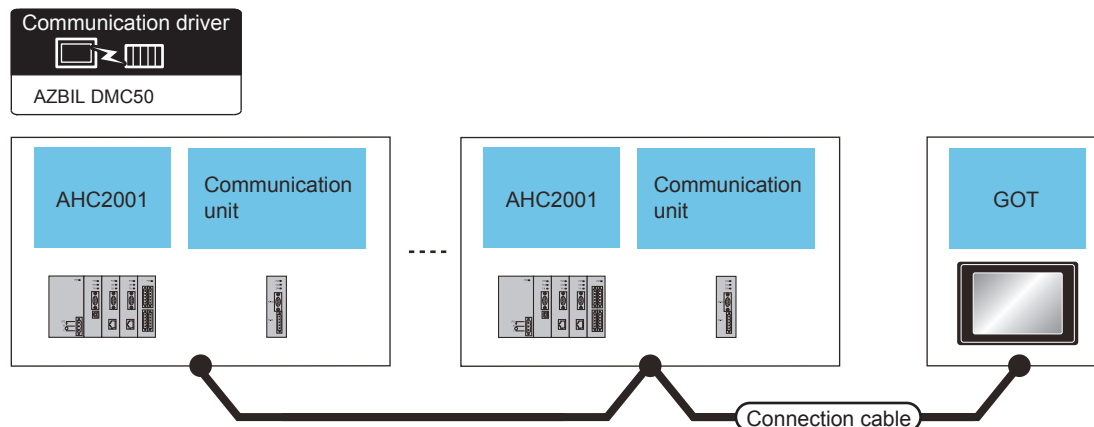 Communication driver
AZBIL DMC50
AHC2001
Communication
unit
AHC2001
Communication
unit
GOT
Connection cable